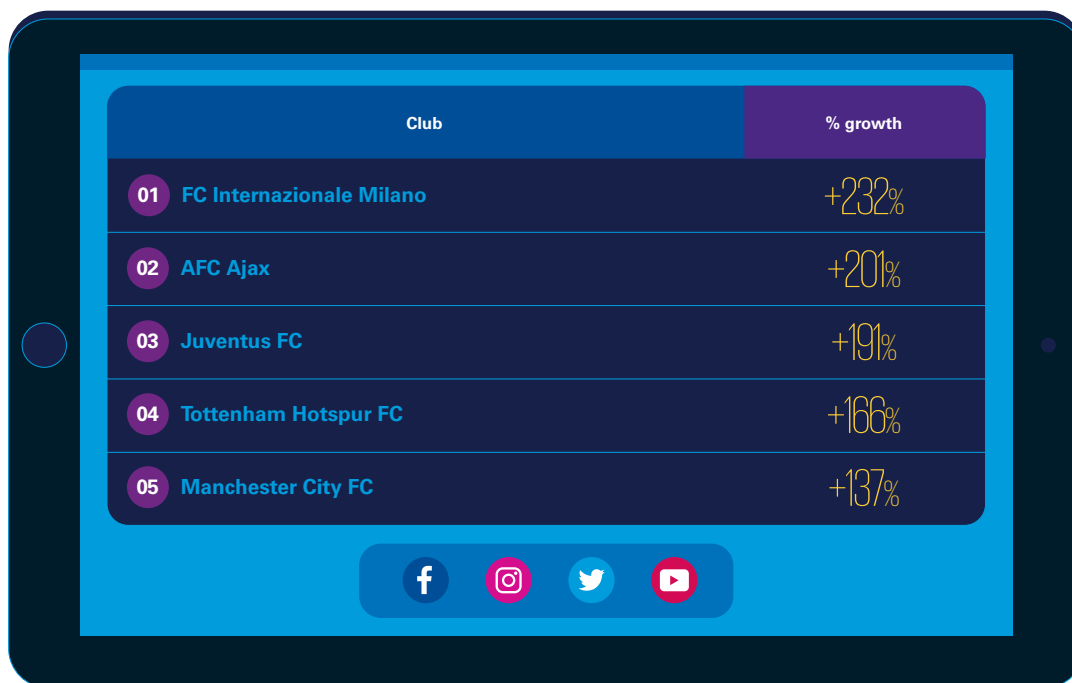 Club % growth
01 FC Internazionale Milano +232%
02 AFC Ajax +201%
03 Juventus FC +191%
04 Tottenham Hotspur FC +166%
05 Manchester City FC +137%